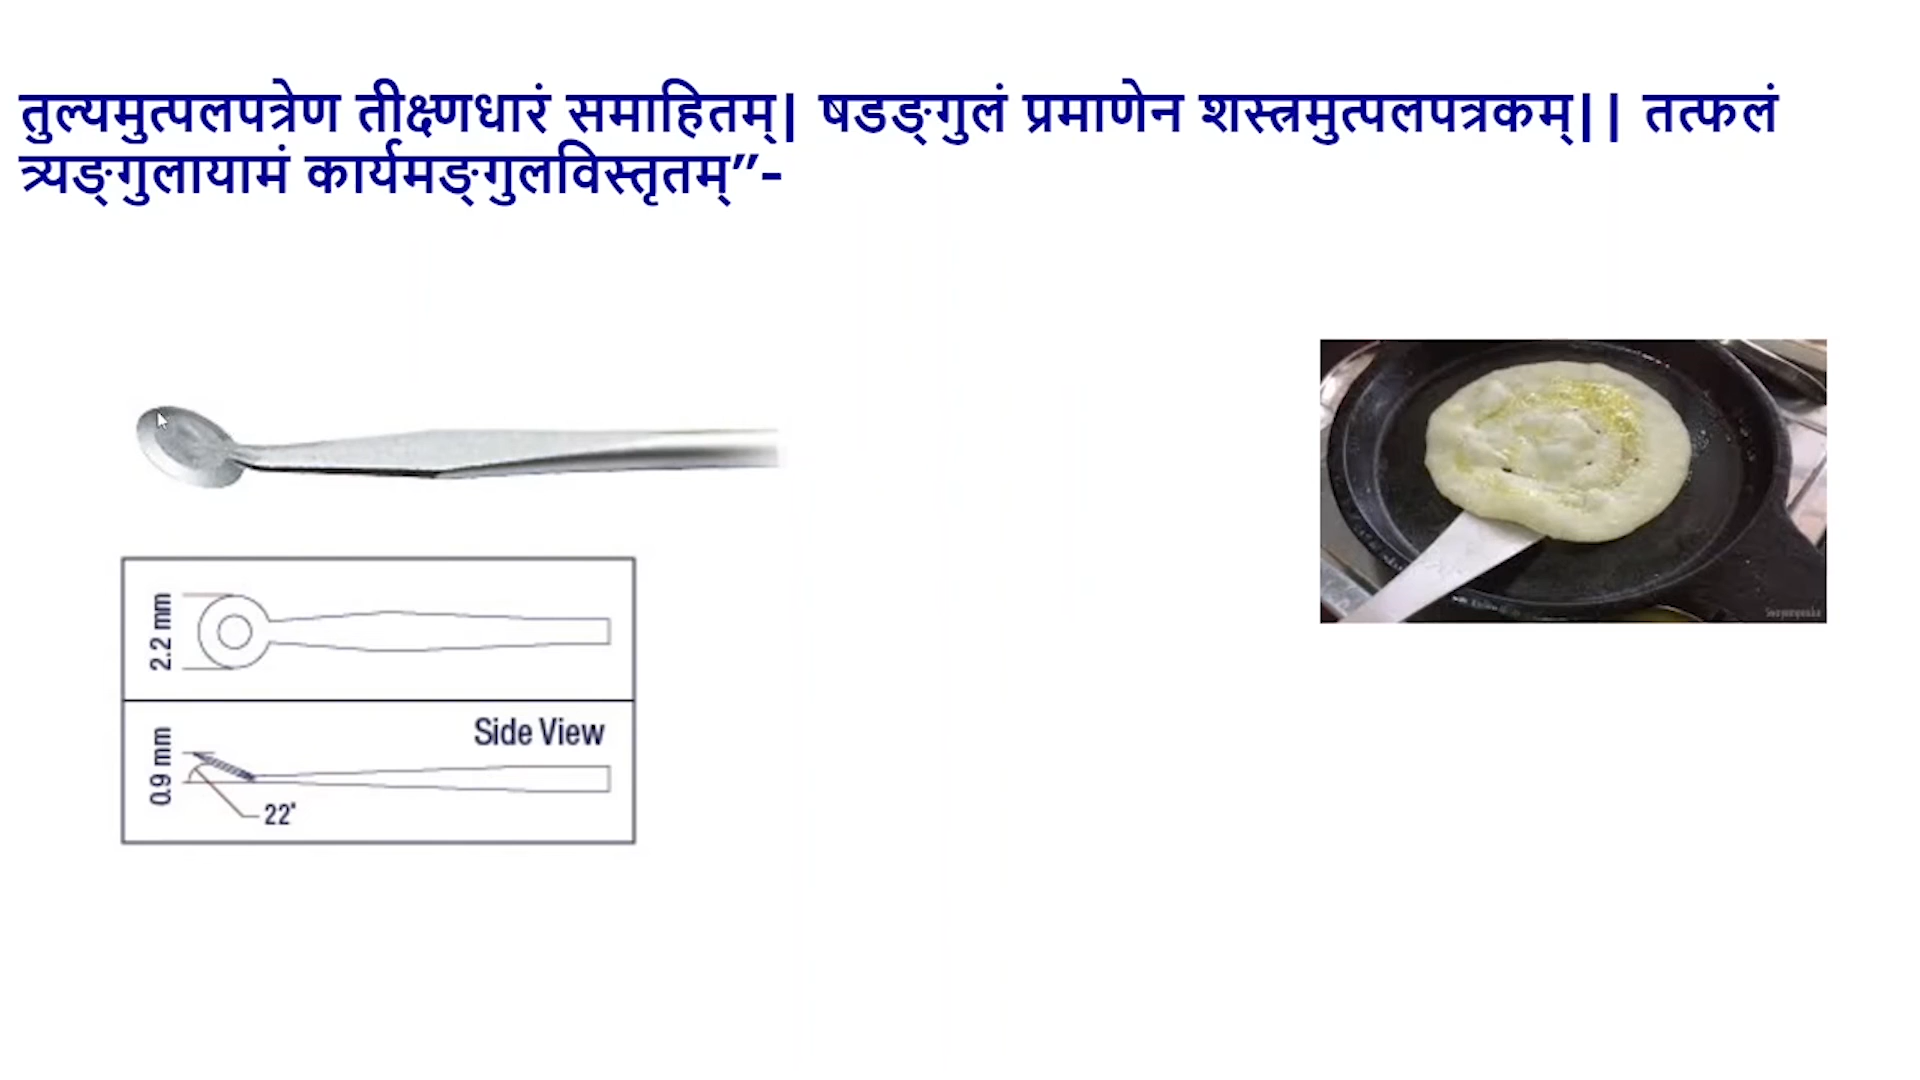 तुल्यमुत्पलपत्रेण तीक्ष्णधारं समाहितम्| षडङ्गुलं प्रमाणेन शस्त्रमुत्पलपत्रकम्|| तत्फलं
त्र्यङ्गुलायामं कार्यमङ्गुलविस्तृतम्”-
2.2 mm
Side View
0.9 mm
22°